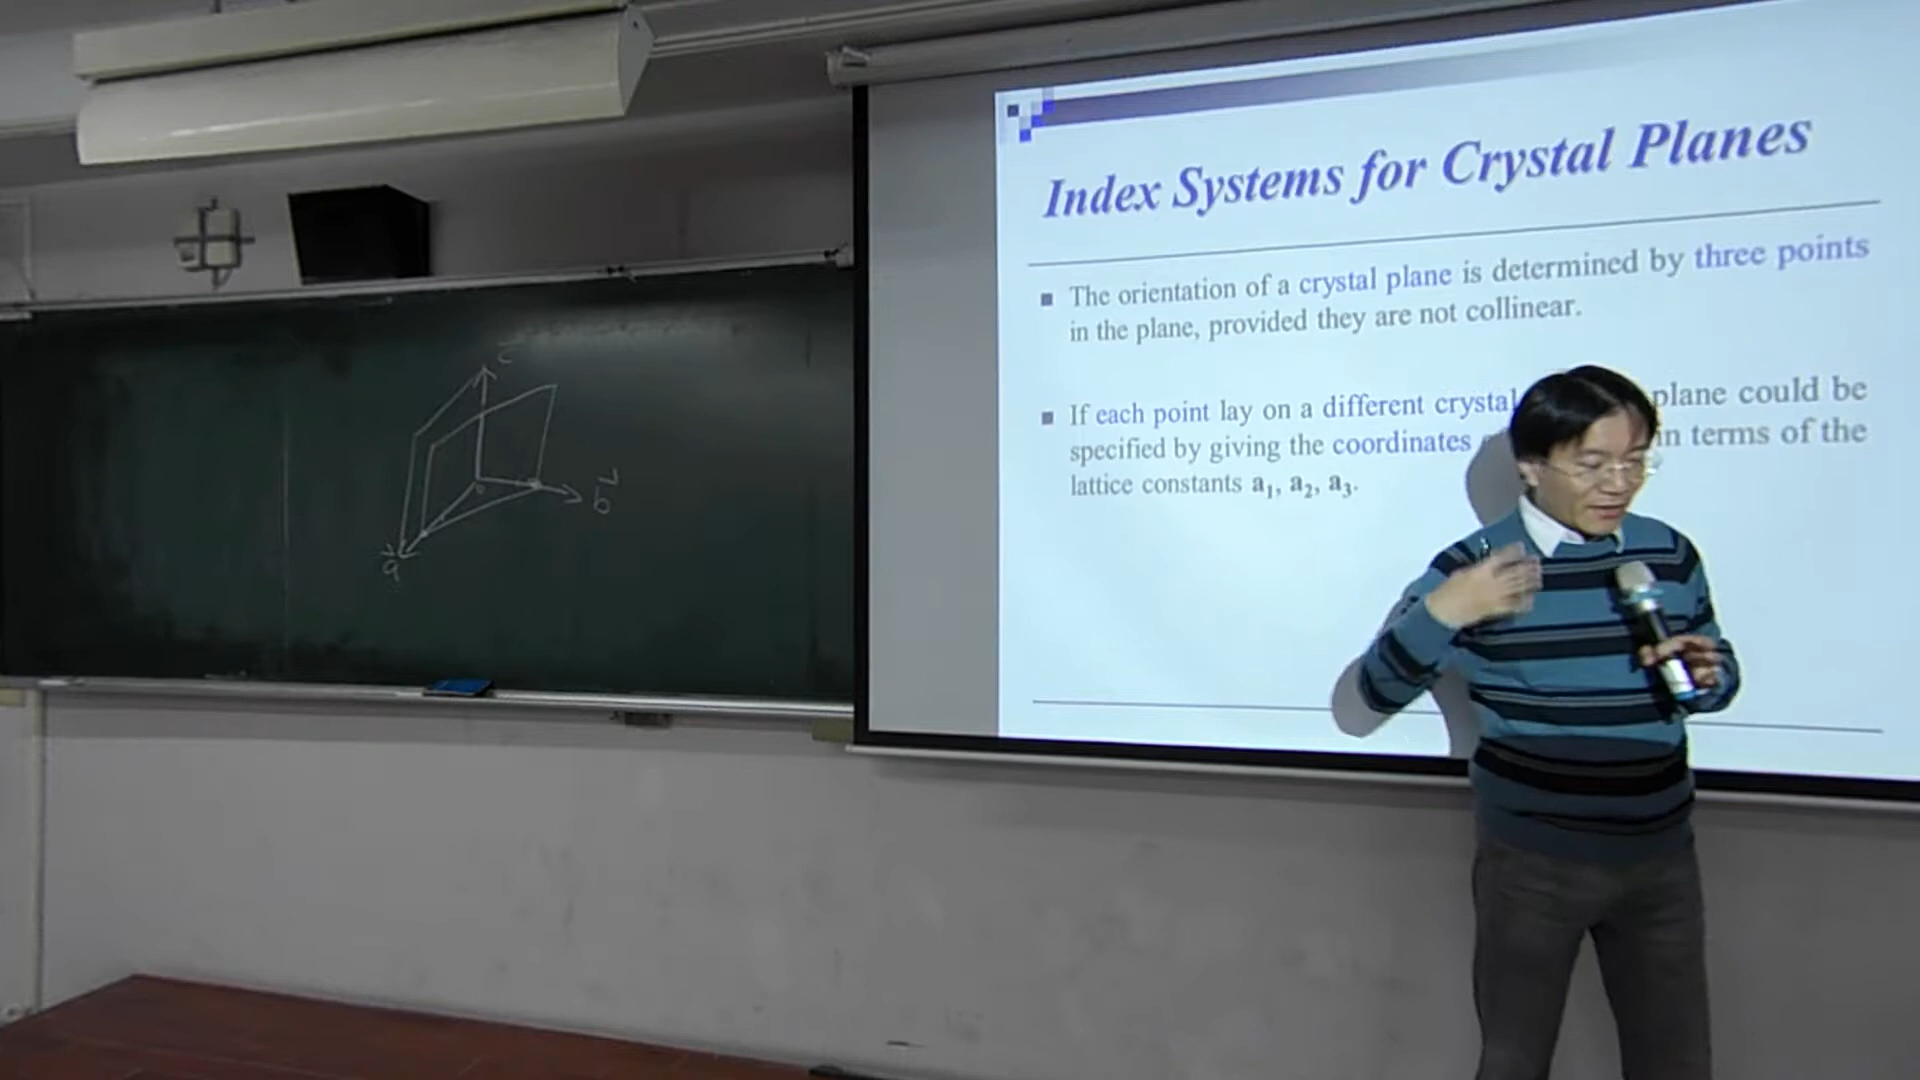 c
b
a
Index Systems for Crystal Planes
The orientation of a crystal plane is determined by three points
in the plane, provided they are not collinear.
If each point lay on a different crystal plane could be
specified by giving the coordinates in terms of the
lattice constants a₁, a₂, a₃.